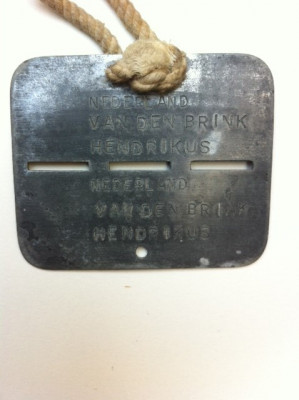 NEDERLAND
VAN DEN BRINK
HENDRIKUS
NEDERLAND
VAN DEN BRINK
HENDRIKUS